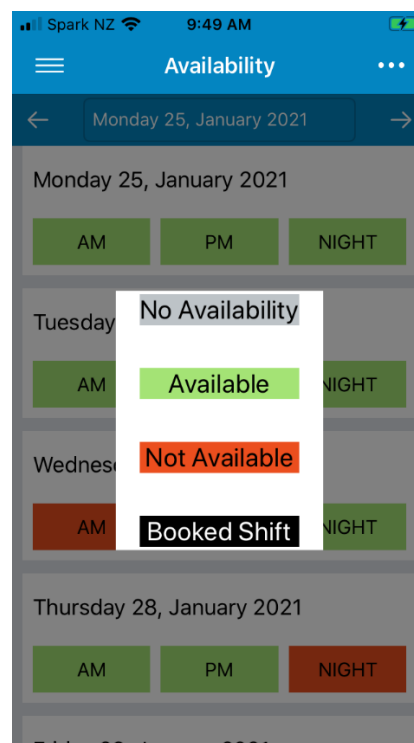 Spark NZ 9:49 AM
Availability
Monday 25, January 2021
Monday 25, January 2021
AM PM NIGHT
Tuesday
AM NIGHT
No Availability
Available
Not Available
Booked Shift
AM NIGHT
Thursday 28, January 2021
AM PM NIGHT